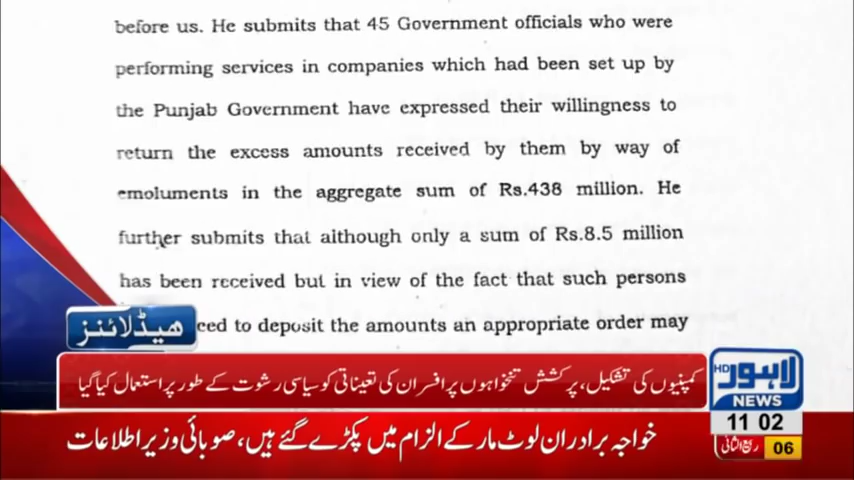 before us. He submits that 45 Government officials who were
performing services in companies which had been set up by
the Punjab Government have expressed their willingness to
return the excess amounts received by them by way of
emoluments in the aggregate sum of Rs.438 million. He
further submits that although only a sum of Rs.8.5 million
has been received but in view of the fact that such persons
eed to deposit the amounts an appropriate order may
ھیڈلائنز
کمپنیوں کی تشکیل، پرکشش تنخواہوں پر افسران کی تعیناتی کو سیاسی رشوت کے طور پر استعمال کیا گیا
HD لاہور
NEWS
11 02
خواجہ برادران لوٹ مار کے الزام میں پکڑے گئے ہیں، صوبائی وزیر اطلاعات
ربیع الثانی 06